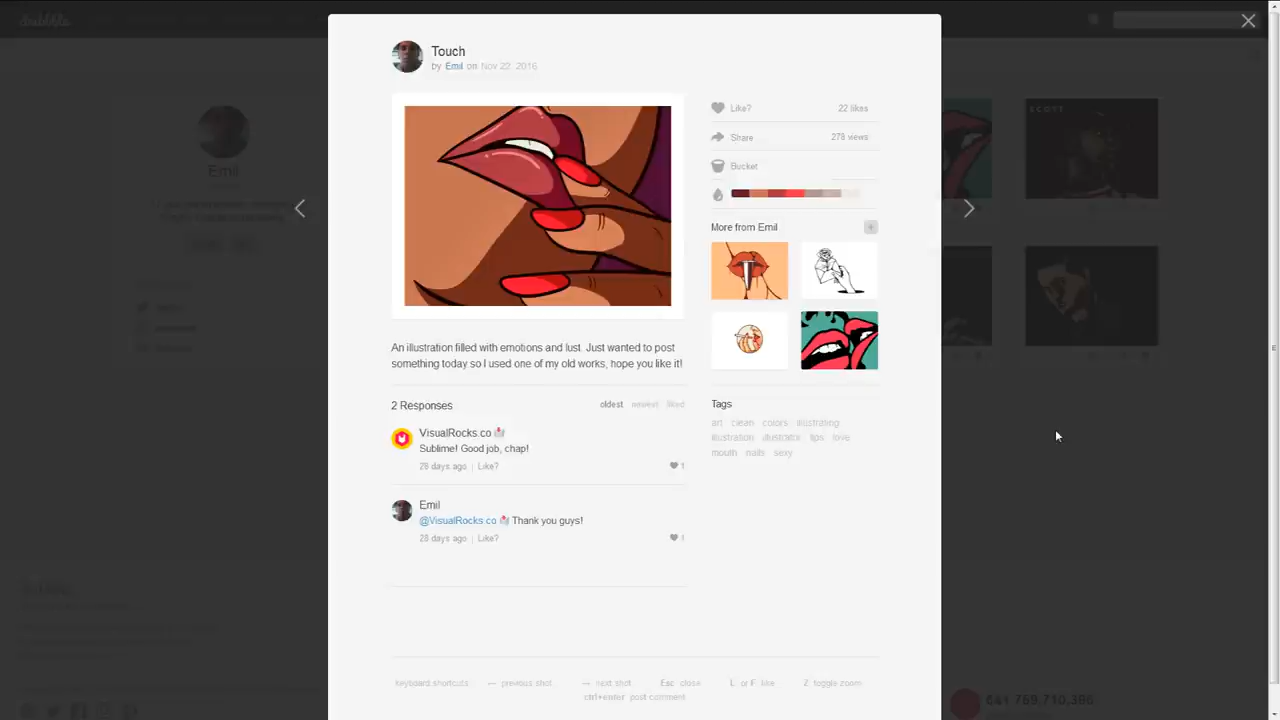 dribbble
Touch
by Emil on Nov 22, 2016
Like? 22 likes
Share 278 views
Bucket
More from Emil
An illustration filled with emotions and lust. Just wanted to post
something today so I used one of my old works, hope you like it!
2 Responses oldest newest liked
VisualRocks.co
Sublime! Good job, chap!
28 days ago | Like? 1
Emil
@VisualRocks.co Thank you guys!
28 days ago | Like? 1
Tags
art clean colors illustrating
illustration illustrator lips love
mouth nails sexy
keyboard shortcuts: previous shot next shot Esc close L or F like Z toggle zoom
ctrl+enter post comment
Emil
SCOTT